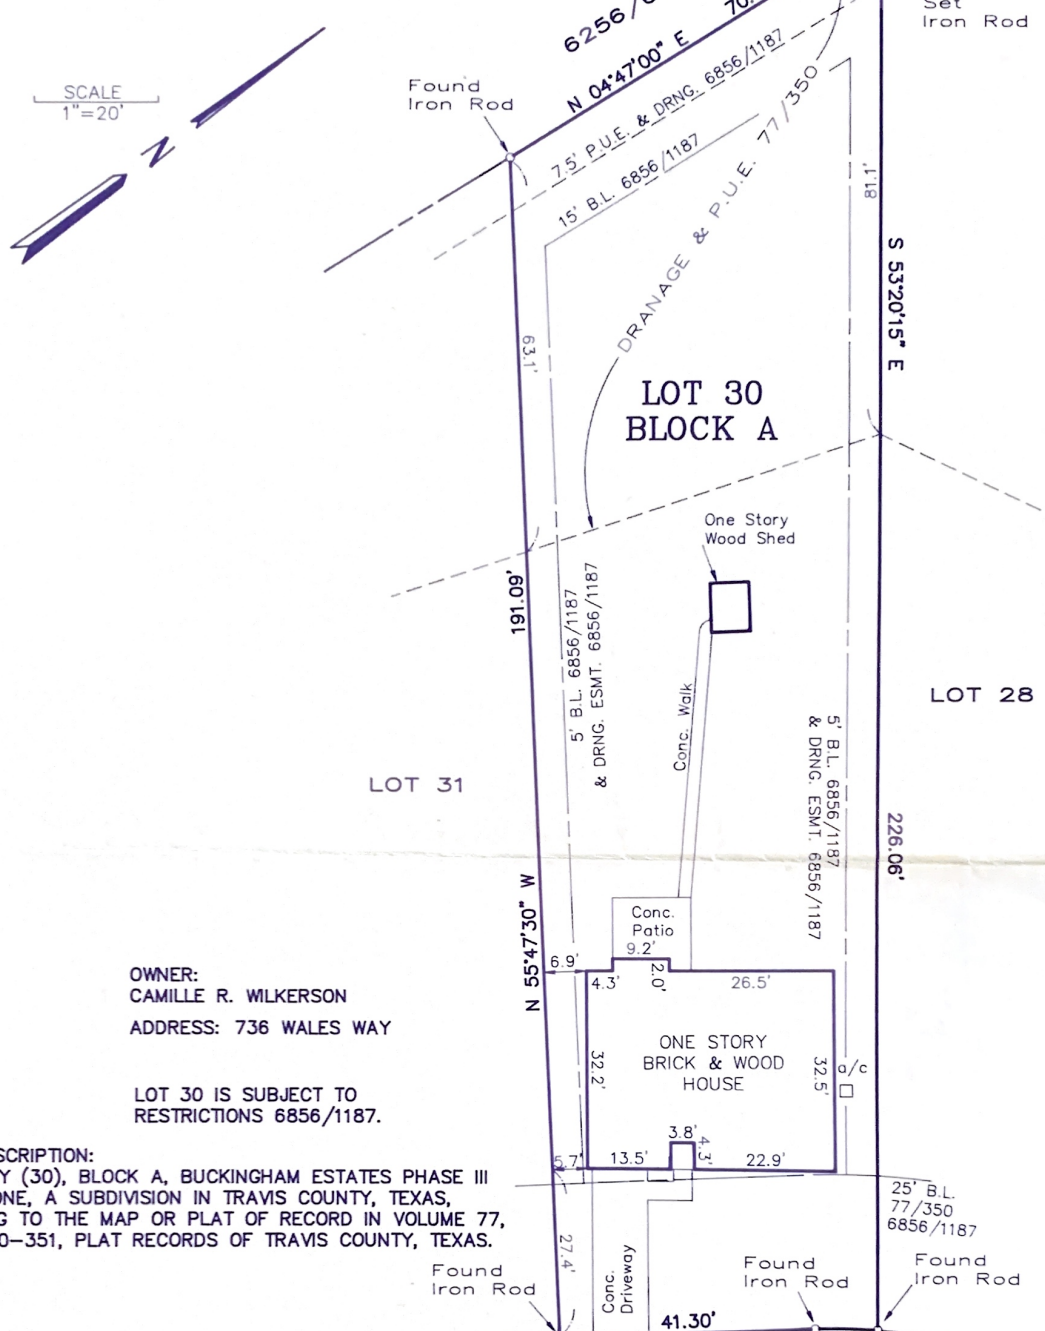 Set
Iron Rod
6256/
70.
N 04°47'00" E
SCALE
1"=20'
N
Found
Iron Rod
7.5' P.U.E. & DRNG. 6856/1187
15' B.L. 6856/1187
DRANAGE & P.U.E. 77/350
81.1'
S 53°20'15" E
63.1'
LOT 30
BLOCK A
One Story
Wood Shed
191.09'
5' B.L. 6856/1187
& DRNG. ESMT. 6856/1187
Conc. Walk
LOT 28
5' B.L. 6856/1187
& DRNG. ESMT. 6856/1187
LOT 31
226.06'
N 55°47'30" W
Conc.
Patio
9.2'
6.9'
4.3'
2.0'
26.5'
OWNER:
CAMILLE R. WILKERSON
ADDRESS: 736 WALES WAY
ONE STORY
BRICK & WOOD
HOUSE
32.2'
32.5'
a/c
LOT 30 IS SUBJECT TO
RESTRICTIONS 6856/1187.
3.8'
4.3'
5.7'
13.5'
22.9'
SCRIPTION:
Y (30), BLOCK A, BUCKINGHAM ESTATES PHASE III
ONE, A SUBDIVISION IN TRAVIS COUNTY, TEXAS,
G TO THE MAP OR PLAT OF RECORD IN VOLUME 77,
0-351, PLAT RECORDS OF TRAVIS COUNTY, TEXAS.
25' B.L.
77/350
6856/1187
27.4'
Conc.
Driveway
Found
Iron Rod
Found
Iron Rod
Found
Iron Rod
41.30'